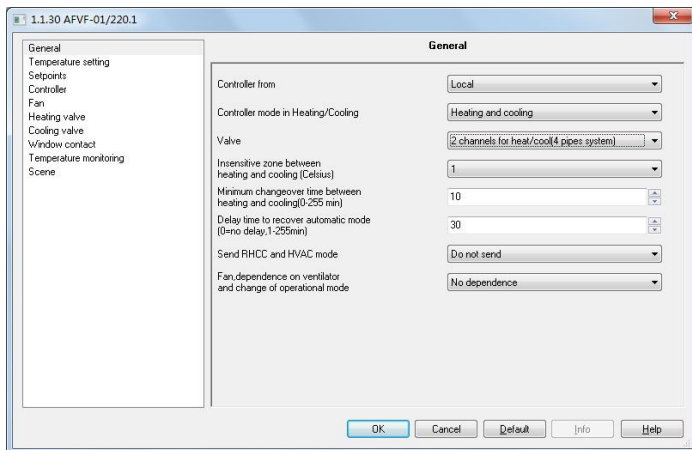 1.1.30 AFVF-01/220.1
General
Temperature setting
Setpoints
Controller
Fan
Heating valve
Cooling valve
Window contact
Temperature monitoring
Scene
General
Controller from
Local
Controller mode in Heating/Cooling
Heating and cooling
Valve
2 channels for heat/cool(4 pipes system)
Insensitive zone between
heating and cooling (Celsius)
1
Minimum changeover time between
heating and cooling(0-255 min)
10
Delay time to recover automatic mode
(0=no delay,1-255min)
30
Send RHCC and HVAC mode
Do not send
Fan,dependence on ventilator
and change of operational mode
No dependence
OK
Cancel
Default
Info
Help